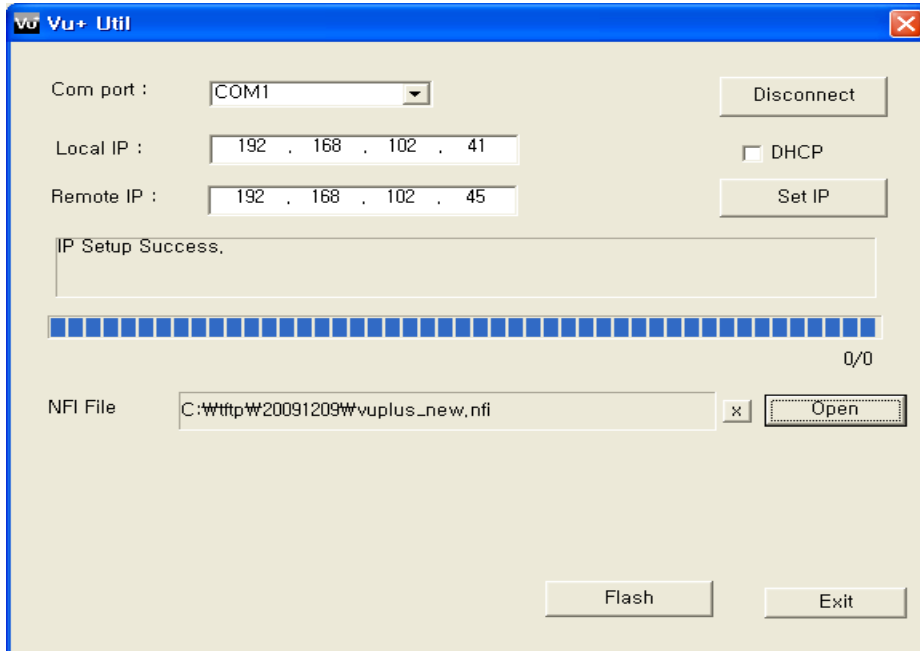 Vu+ Vu+ Util
Com port : COM1 Disconnect
Local IP : 192 . 168 . 102 . 41 DHCP
Remote IP : 192 . 168 . 102 . 45 Set IP
IP Setup Success.
0/0
NFI File C:₩tftp₩20091209₩vuplus_new.nfi x Open
Flash Exit